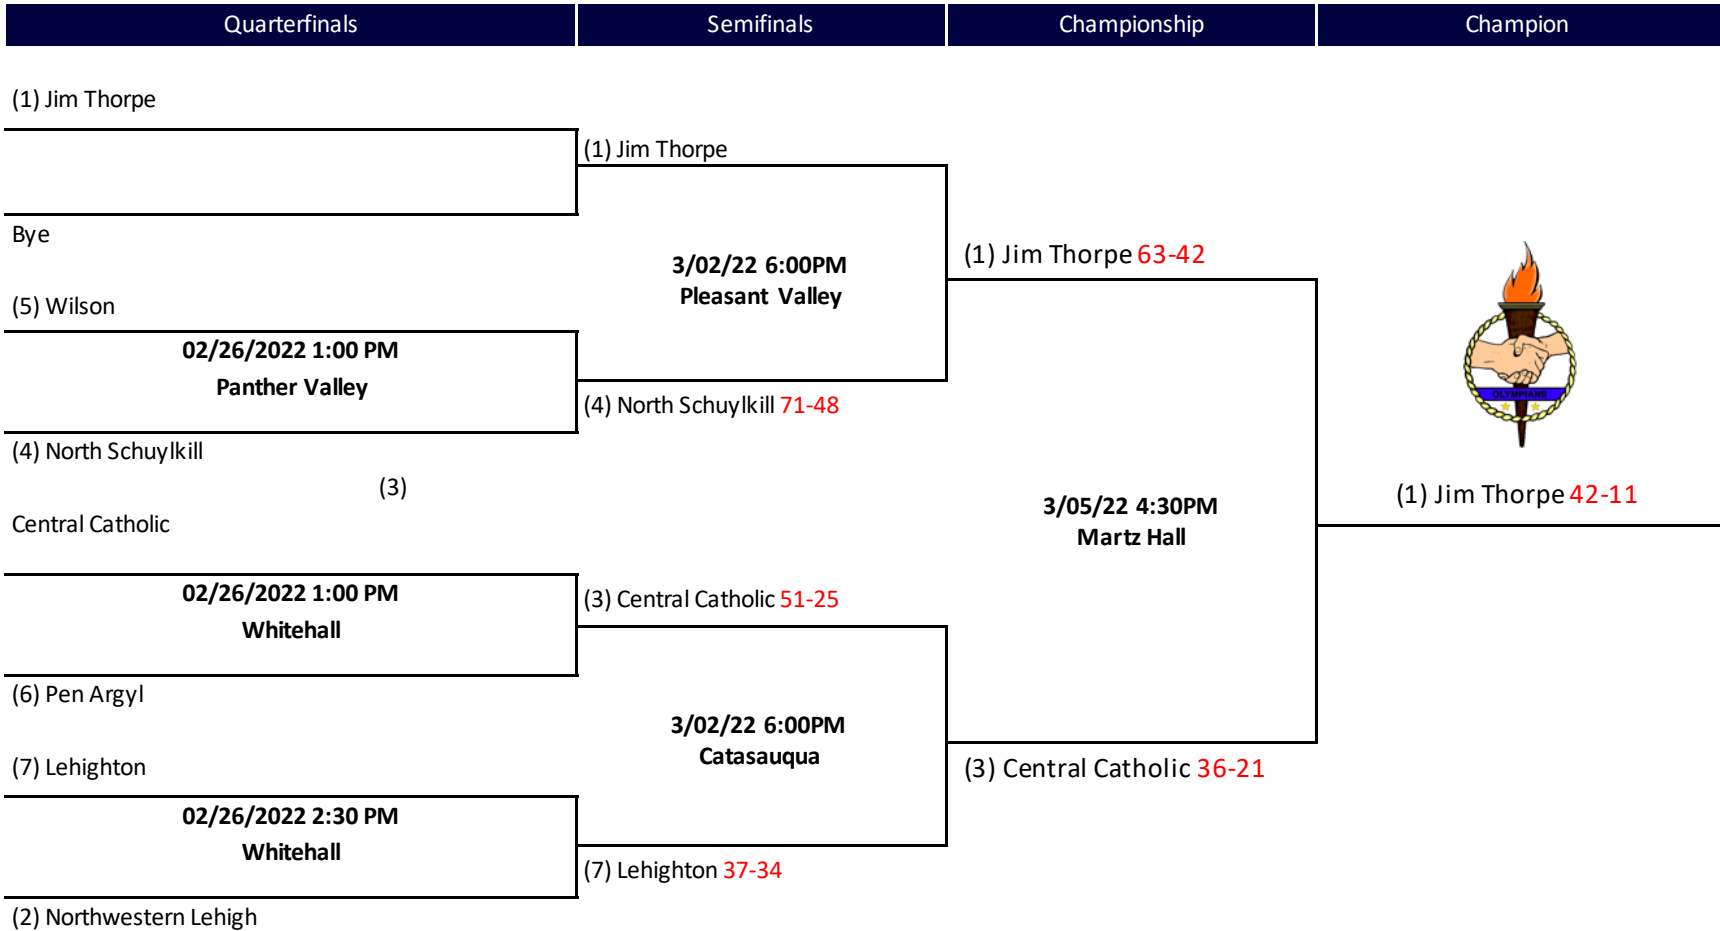 Quarterfinals
Semifinals
Championship
Champion
(1) Jim Thorpe
Bye
(5) Wilson
02/26/2022 1:00 PM
Panther Valley
(4) North Schuylkill
(3)
Central Catholic
02/26/2022 1:00 PM
Whitehall
(6) Pen Argyl
(7) Lehighton
02/26/2022 2:30 PM
Whitehall
(2) Northwestern Lehigh
(1) Jim Thorpe
3/02/22 6:00PM
Pleasant Valley
(4) North Schuylkill 71-48
(3) Central Catholic 51-25
3/02/22 6:00PM
Catasauqua
(7) Lehighton 37-34
(1) Jim Thorpe 63-42
3/05/22 4:30PM
Martz Hall
(3) Central Catholic 36-21
OLYMPIANS
(1) Jim Thorpe 42-11